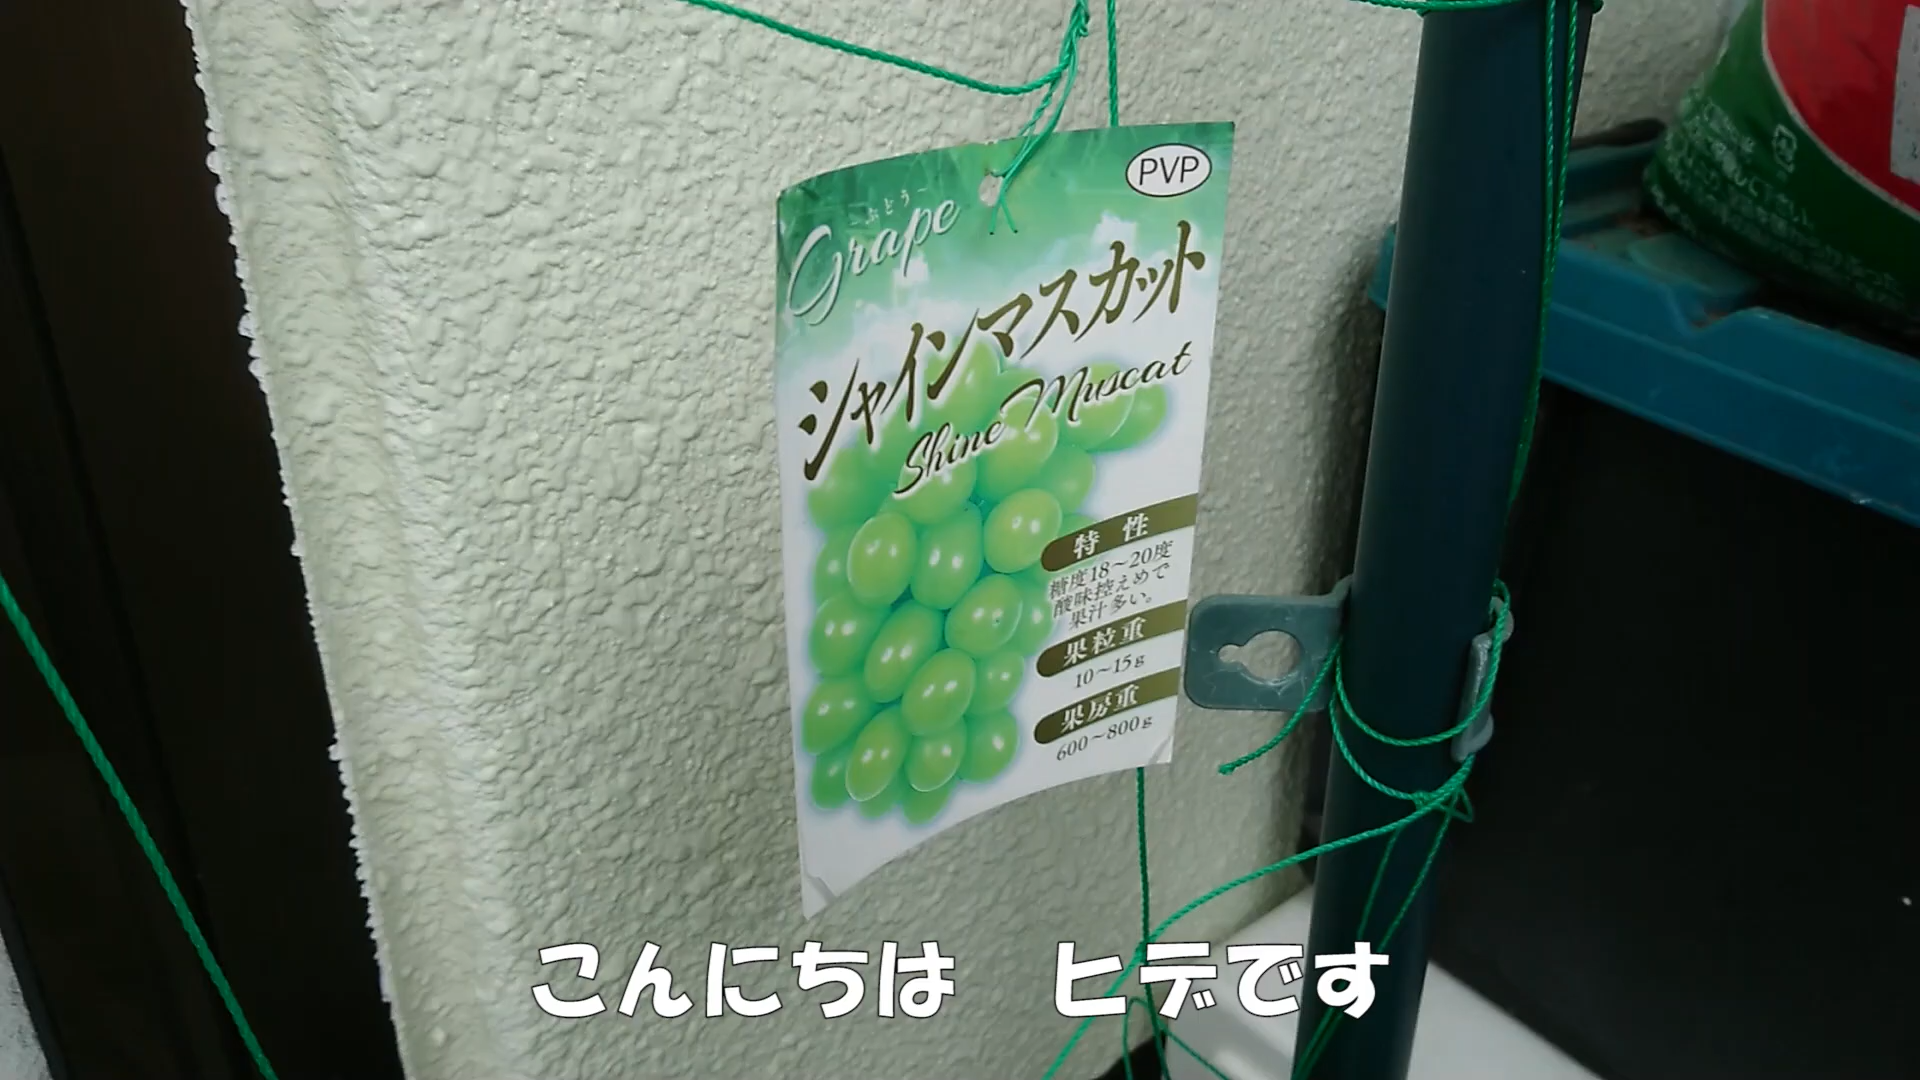 PVP
ぶどう
Grape
シャインマスカット
Shine Muscat
特性
糖度18～20度
酸味控えめで
果汁多い。
果粒重
10～15g
果房重
600～800g
こんにちは ヒデです